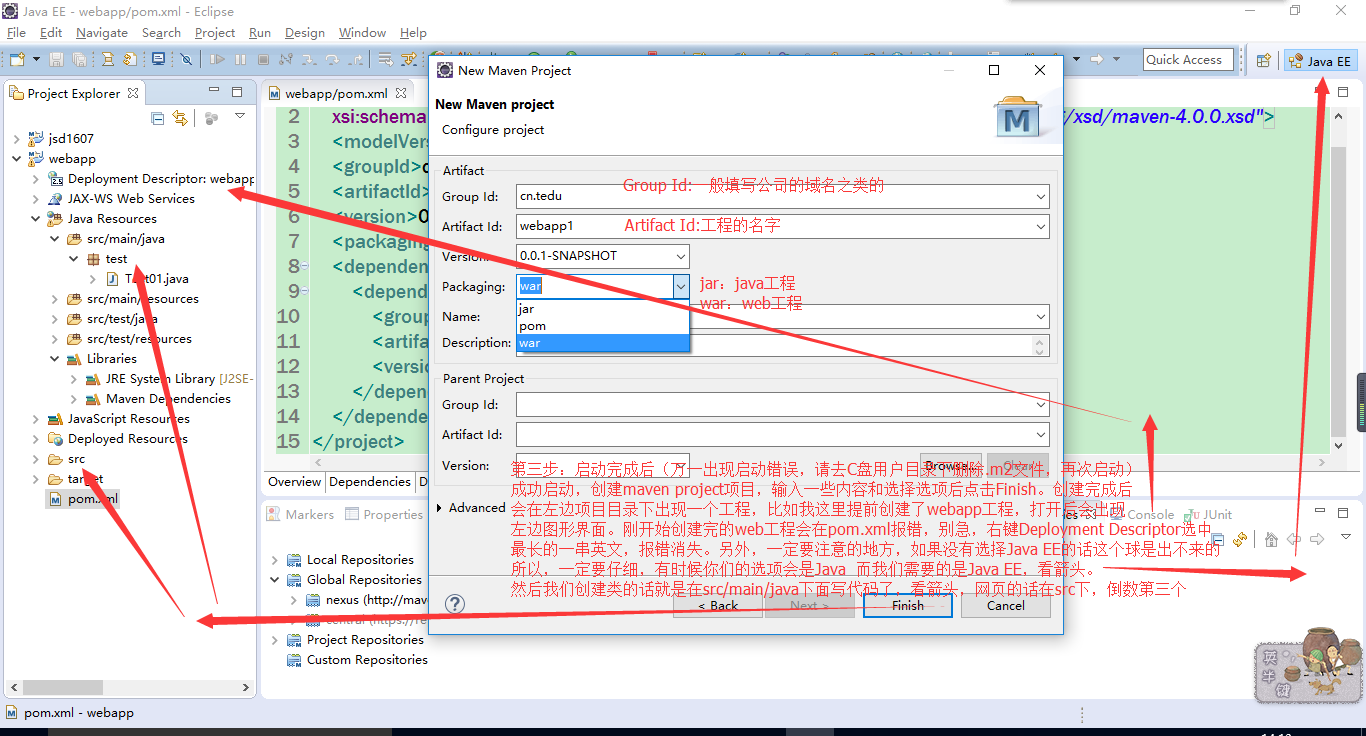 Java EE - webapp/pom.xml - Eclipse
File Edit Navigate Search Project Run Design Window Help
Quick Access
Java EE
Project Explorer
jsd1607
webapp
Deployment Descriptor: webapp
JAX-WS Web Services
Java Resources
src/main/java
test
src/main/resources
src/test/java
src/test/resources
Libraries
JRE System Library [J2SE-
Maven Dependencies
JavaScript Resources
Deployed Resources
src
target
pom.xml
webapp/pom.xml
2 xsi:schema
/xsd/maven-4.0.0.xsd">
3 <modelVer
4 <groupId>
5 <artifactId>
6 <version>0
7 <packaging
8 <dependen
9 <depend
10 <group
11 <artifa
12 <versio
13 </depende
14 </depende
15 </project>
Overview Dependencies D
New Maven Project
New Maven project
Configure project
Artifact
Group Id: cn.tedu
Group Id:一般填写公司的域名之类的
Artifact Id: webapp1
Artifact Id:工程的名字
Version: 0.0.1-SNAPSHOT
Packaging: war
jar：java工程
war：web工程
jar
pom
war
Name:
Description:
Parent Project
Group Id:
Artifact Id:
Version:
Browse...
Advanced
第三步：启动完成后（万一出现启动错误，请去C盘用户目录下删除.m2文件，再次启动）
成功启动，创建maven project项目，输入一些内容和选择选项后点击Finish。创建完成后
会在左边项目目录下出现一个工程，比如我这里提前创建了webapp工程，打开后会出现
左边图形界面。刚开始创建完的web工程会在pom.xml报错，别急，右键Deployment Descriptor选中
最长的一串英文，报错消失。另外，一定要注意的地方，如果没有选择Java EE的话这个球是出不来的
所以，一定要仔细，有时候你们的选项会是Java 而我们需要的是Java EE，看箭头。
然后我们创建类的话就是在src/main/java下面写代码了，看箭头，网页的话在src下，倒数第三个
< Back Next > Finish Cancel
Markers Properties
Console JUnit
Local Repositories
Global Repositories
nexus (http://mav
central (https://re
Project Repositories
Custom Repositories
英
半
键
pom.xml - webapp